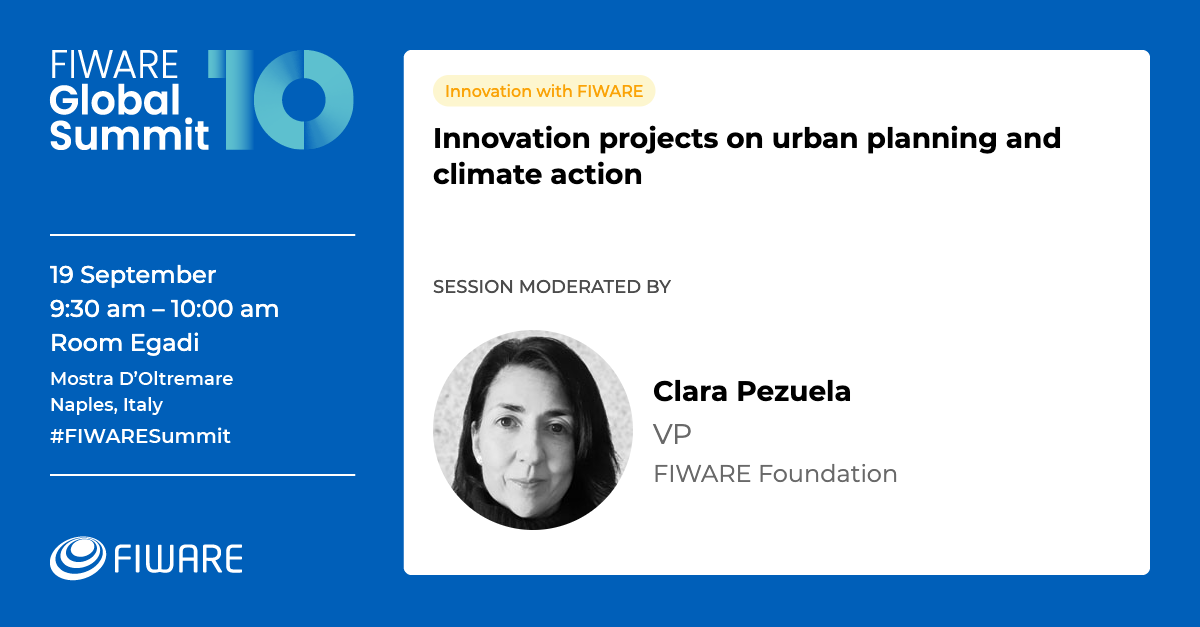 FIWARE
Global
Summit
10
19 September
9:30 am – 10:00 am
Room Egadi
Mostra D’Oltremare
Naples, Italy
#FIWARESummit
FIWARE
Innovation with FIWARE
Innovation projects on urban planning and
climate action
SESSION MODERATED BY
Clara Pezuela
VP
FIWARE Foundation